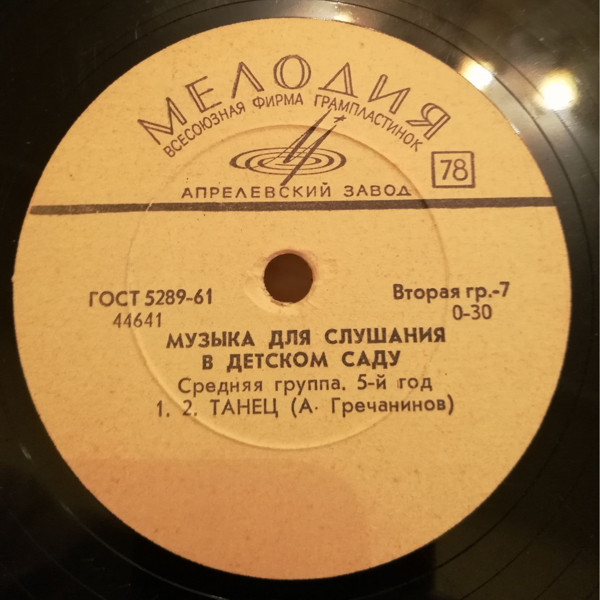 МЕЛОДИЯ
ВСЕСОЮЗНАЯ ФИРМА ГРАМПЛАСТИНОК
78
АПРЕЛЕВСКИЙ ЗАВОД
ГОСТ 5289-61
Вторая гр.-7
44641
0-30
МУЗЫКА ДЛЯ СЛУШАНИЯ
В ДЕТСКОМ САДУ
Средняя группа. 5-й год
1. 2. ТАНЕЦ (А. Гречанинов)